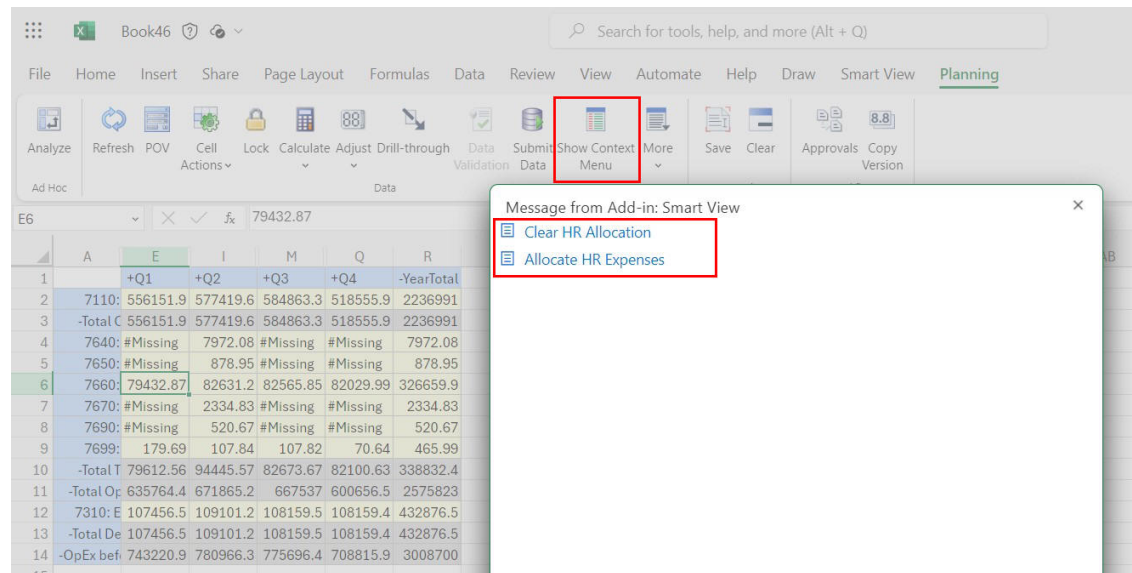 Book46
Search for tools, help, and more (Alt + Q)
File Home Insert Share Page Layout Formulas Data Review View Automate Help Draw Smart View Planning
Analyze Refresh POV Cell Actions Lock Calculate Adjust Drill-through Data Validation Submit Data Show Context Menu More Save Clear Approvals Copy Version
Ad Hoc Data
E6 fx 79432.87
A E I M Q R
1 +Q1 +Q2 +Q3 +Q4 -YearTotal
2 7110: 556151.9 577419.6 584863.3 518555.9 2236991
3 -Total C 556151.9 577419.6 584863.3 518555.9 2236991
4 7640: #Missing 7972.08 #Missing #Missing 7972.08
5 7650: #Missing 878.95 #Missing #Missing 878.95
6 7660: 79432.87 82631.2 82565.85 82029.99 326659.9
7 7670: #Missing 2334.83 #Missing #Missing 2334.83
8 7690: #Missing 520.67 #Missing #Missing 520.67
9 7699: 179.69 107.84 107.82 70.64 465.99
10 -Total T 79612.56 94445.57 82673.67 82100.63 338832.4
11 -Total Op 635764.4 671865.2 667537 600656.5 2575823
12 7310: E 107456.5 109101.2 108159.5 108159.4 432876.5
13 -Total De 107456.5 109101.2 108159.5 108159.4 432876.5
14 -OpEx bef 743220.9 780966.3 775696.4 708815.9 3008700
Message from Add-in: Smart View
Clear HR Allocation
Allocate HR Expenses
AB